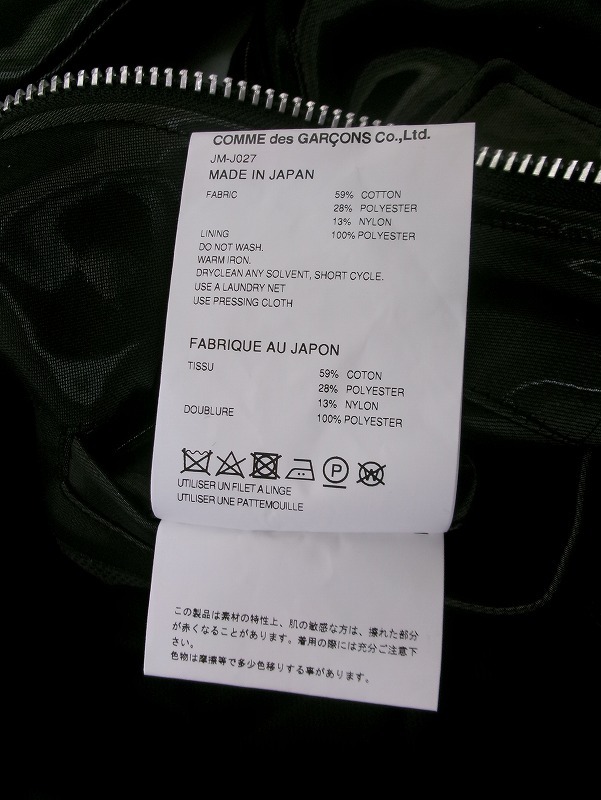 COMME des GARÇONS Co.,Ltd.
JM-J027
MADE IN JAPAN
FABRIC 59% COTTON
28% POLYESTER
13% NYLON
LINING 100% POLYESTER
DO NOT WASH.
WARM IRON.
DRYCLEAN ANY SOLVENT, SHORT CYCLE.
USE A LAUNDRY NET
USE PRESSING CLOTH
FABRIQUE AU JAPON
TISSU 59% COTON
28% POLYESTER
13% NYLON
DOUBLURE 100% POLYESTER
P W
UTILISER UN FILET A LINGE
UTILISER UNE PATTEMOUILLE
この製品は素材の特性上、肌の敏感な方は、擦れた部分
が赤くなることがあります。着用の際には充分ご注意下
さい。
色物は摩擦等で多少色移りする事があります。